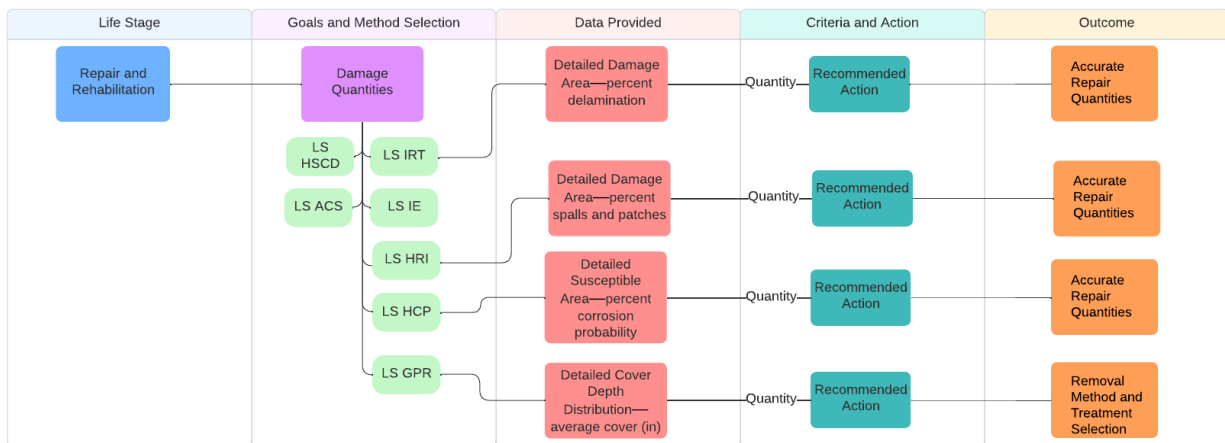 Life Stage
Goals and Method Selection
Data Provided
Criteria and Action
Outcome
Repair and
Rehabilitation
Damage
Quantities
LS
HSCD
LS IRT
LS ACS
LS IE
LS HRI
LS HCP
LS GPR
Detailed Damage
Area—percent
delamination
Quantity
Recommended
Action
Accurate
Repair
Quantities
Detailed Damage
Area—percent
spalls and patches
Quantity
Recommended
Action
Accurate
Repair
Quantities
Detailed
Susceptible
Area—percent
corrosion
probability
Quantity
Recommended
Action
Accurate
Repair
Quantities
Detailed Cover
Depth
Distribution—
average cover (in)
Quantity
Recommended
Action
Removal
Method and
Treatment
Selection